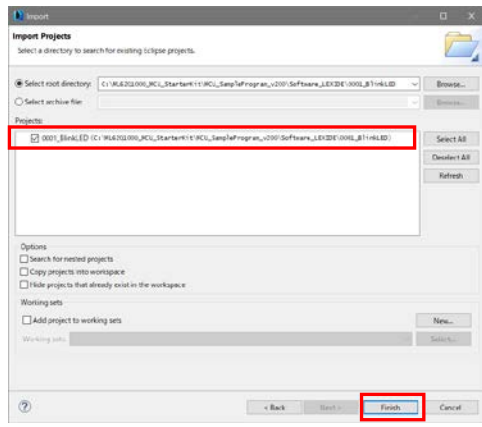 Import
Import Projects
Select a directory to search for existing Eclipse projects.
Select root directory: C:\ML62Q1000_MCU_StarterKit\MCU_SampleProgram_v200\Software_LEXIDE\0001_BlinkLED Browse...
Select archive file: Browse...
Projects:
0001_BlinkLED (C:\ML62Q1000_MCU_StarterKit\MCU_SampleProgram_v200\Software_LEXIDE\0001_BlinkLED)
Select All
Deselect All
Refresh
Options
Search for nested projects
Copy projects into workspace
Hide projects that already exist in the workspace
Working sets
Add project to working sets New...
Working sets: Select...
< Back Next > Finish Cancel